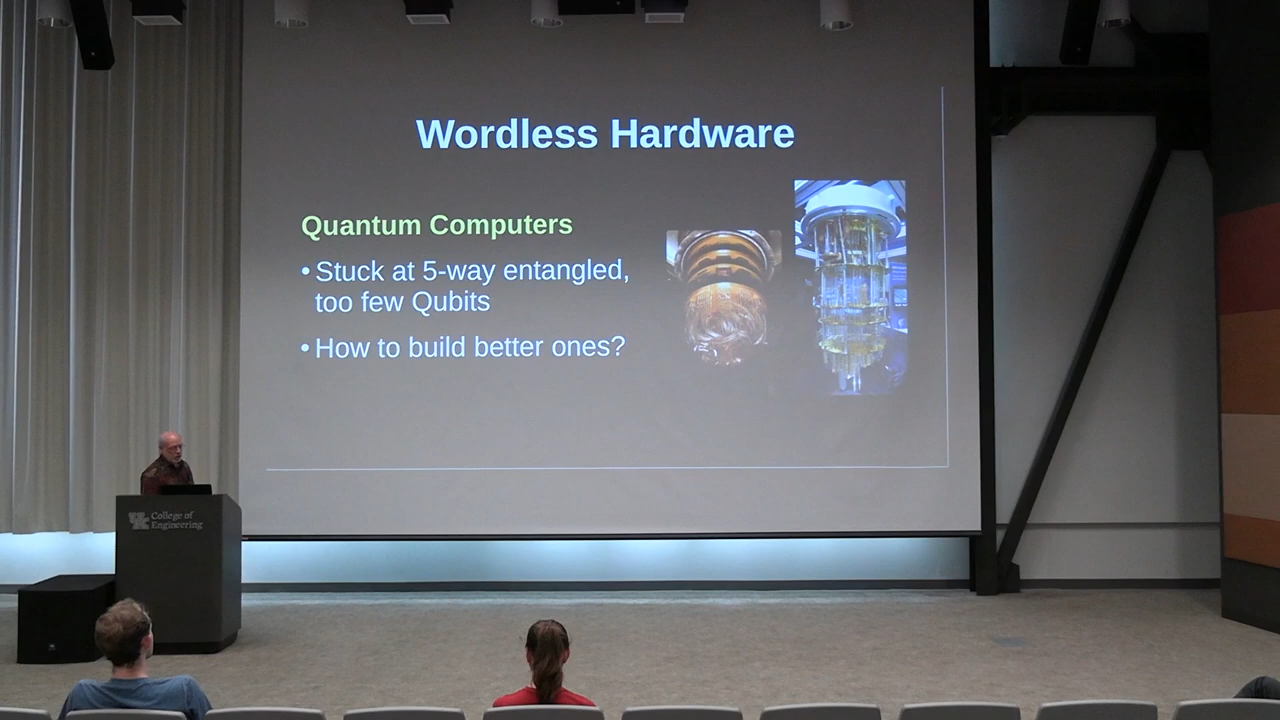 Wordless Hardware
Quantum Computers
• Stuck at 5-way entangled,
too few Qubits
• How to build better ones?
UK College of
Engineering